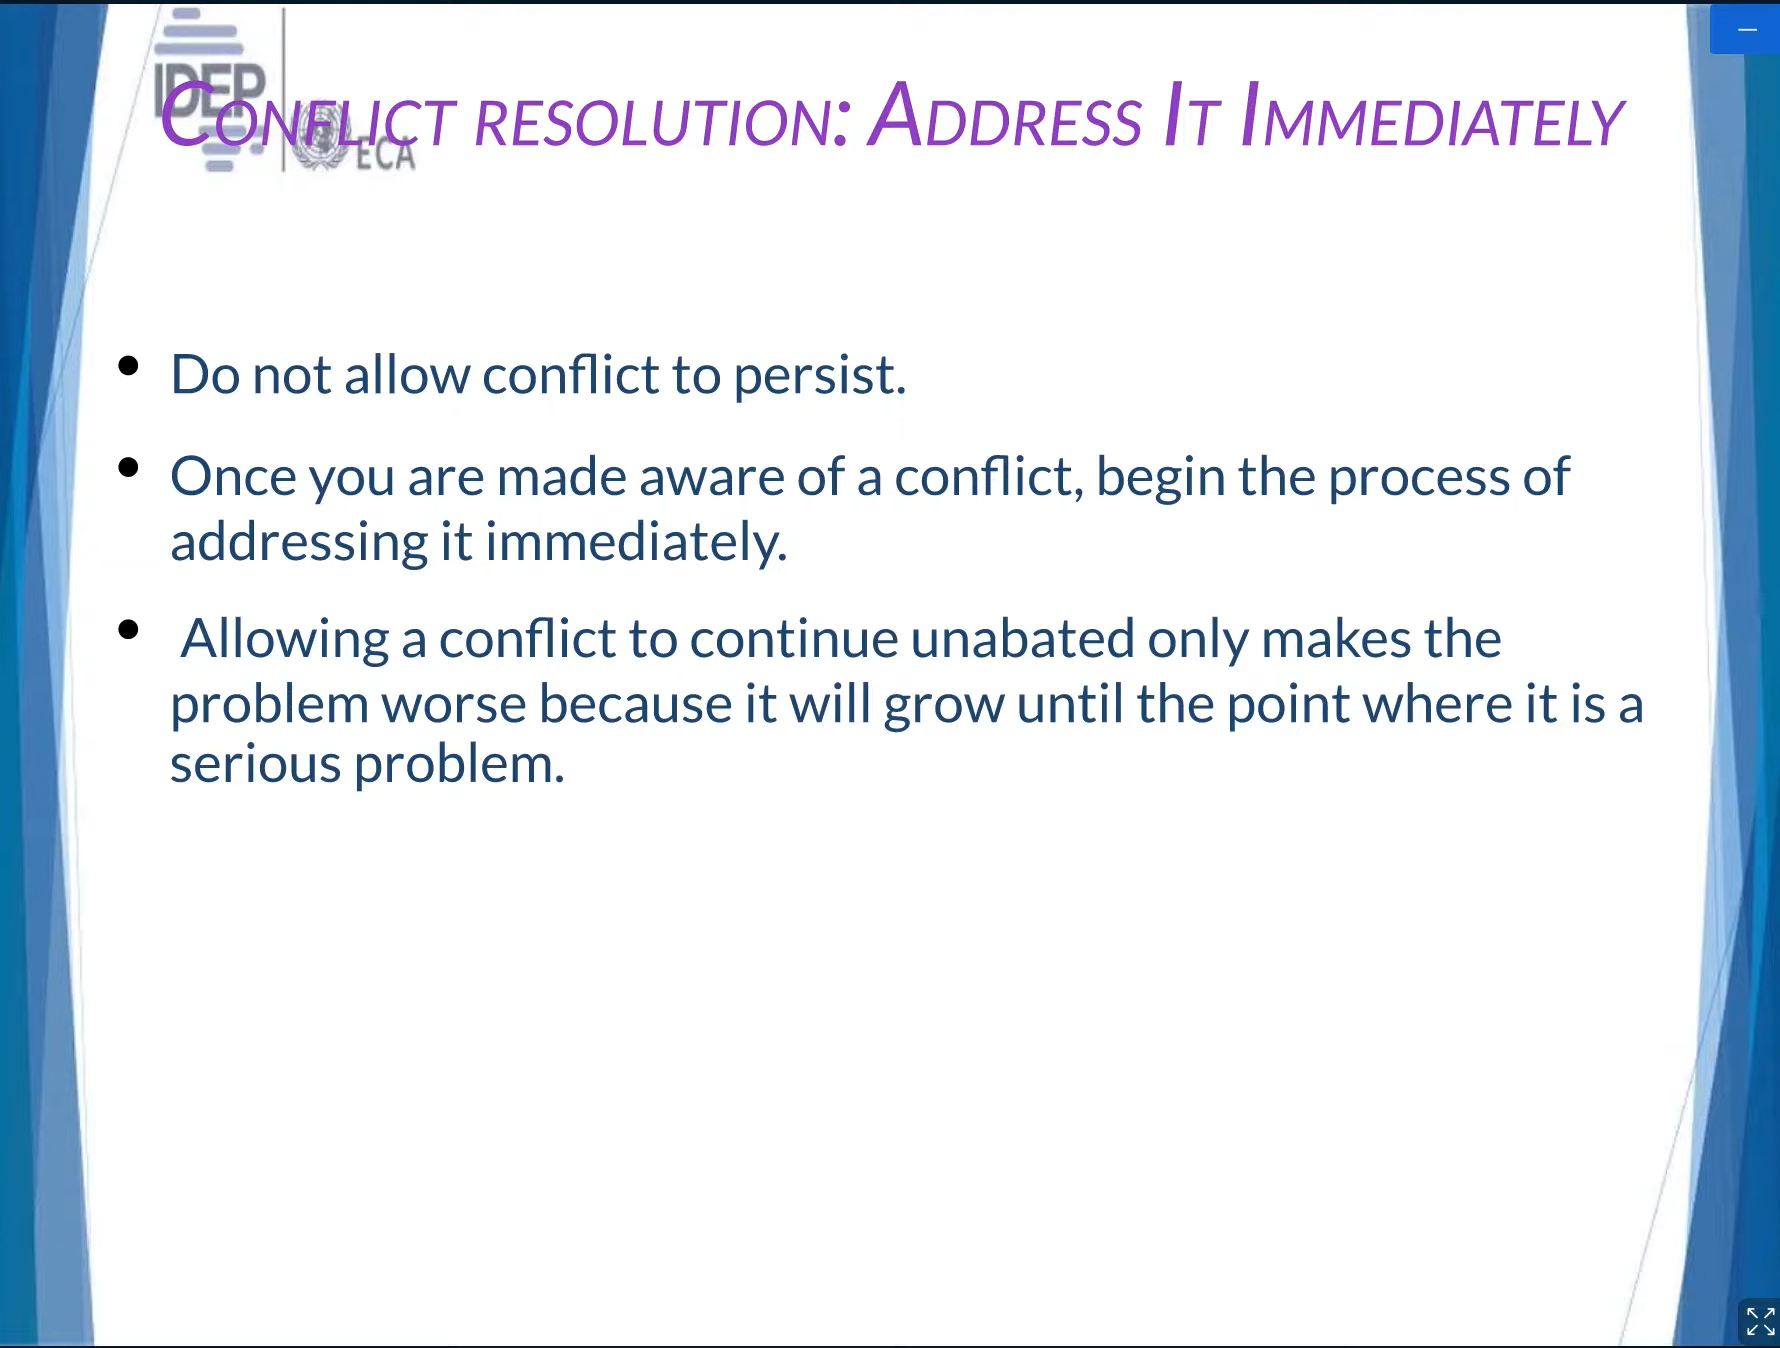 IDEP
ECA
Conflict resolution: Address It Immediately
• Do not allow conflict to persist.
• Once you are made aware of a conflict, begin the process of
addressing it immediately.
• Allowing a conflict to continue unabated only makes the
problem worse because it will grow until the point where it is a
serious problem.